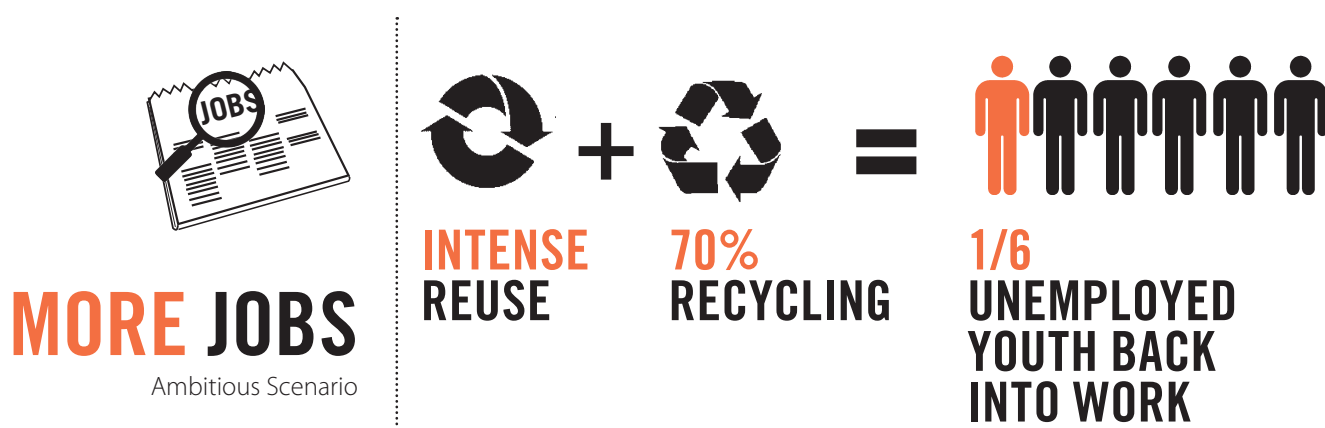 JOBS
MORE JOBS
Ambitious Scenario
INTENSE
REUSE
+
70%
RECYCLING
=
1/6
UNEMPLOYED
YOUTH BACK
INTO WORK